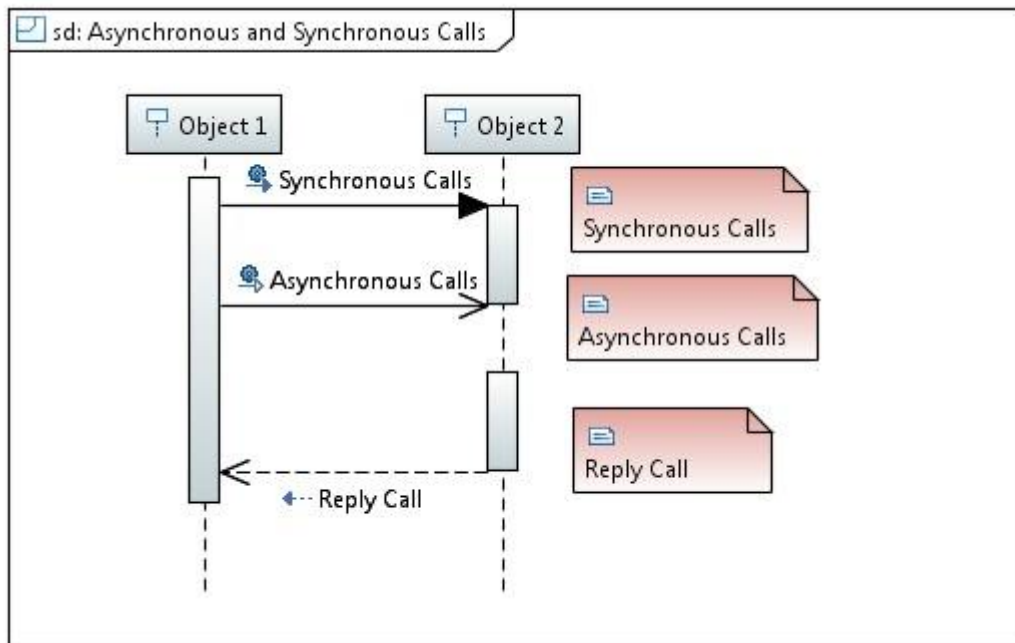 sd: Asynchronous and Synchronous Calls
Object 1
Object 2
Synchronous Calls
Synchronous Calls
Asynchronous Calls
Asynchronous Calls
Reply Call
Reply Call